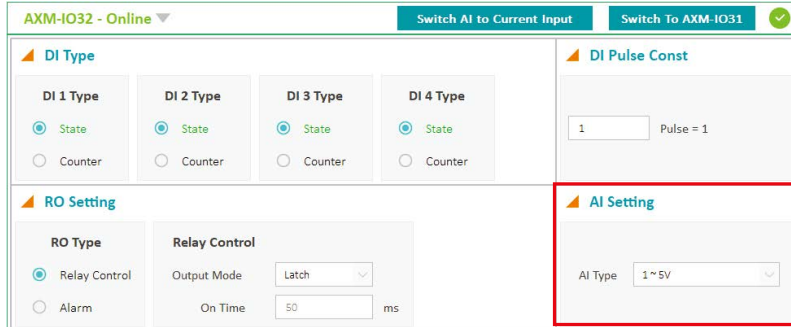 AXM-IO32 - Online
Switch AI to Current Input
Switch To AXM-IO31
DI Type
DI Pulse Const
DI 1 Type
DI 2 Type
DI 3 Type
DI 4 Type
State
State
State
State
1
Pulse = 1
Counter
Counter
Counter
Counter
RO Setting
AI Setting
RO Type
Relay Control
Relay Control
Output Mode
Latch
AI Type
1 ~ 5V
Alarm
On Time
50
ms